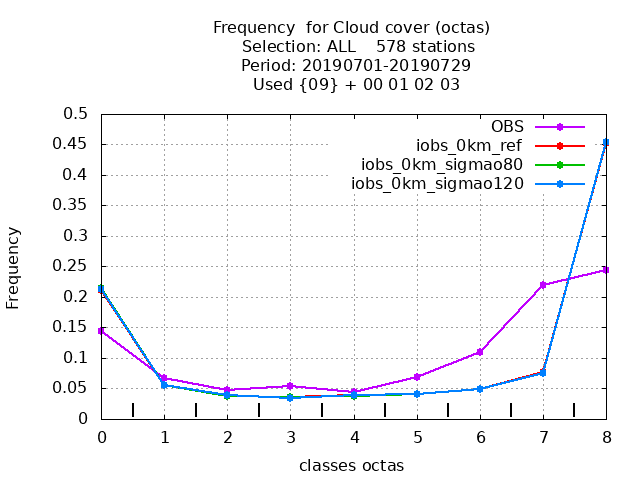 Frequency  for Cloud cover (octas)
Selection: ALL    578 stations
Period: 20190701-20190729
Used {09} + 00 01 02 03
OBS
iobs_0km_ref
iobs_0km_sigmao80
iobs_0km_sigmao120
Frequency
0.5
0.45
0.4
0.35
0.3
0.25
0.2
0.15
0.1
0.05
0
0 1 2 3 4 5 6 7 8
classes octas